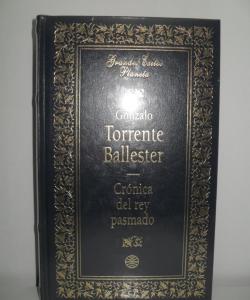 Grandes Éxitos
Planeta
Gonzalo
Torrente
Ballester
Crónica
del rey
pasmado